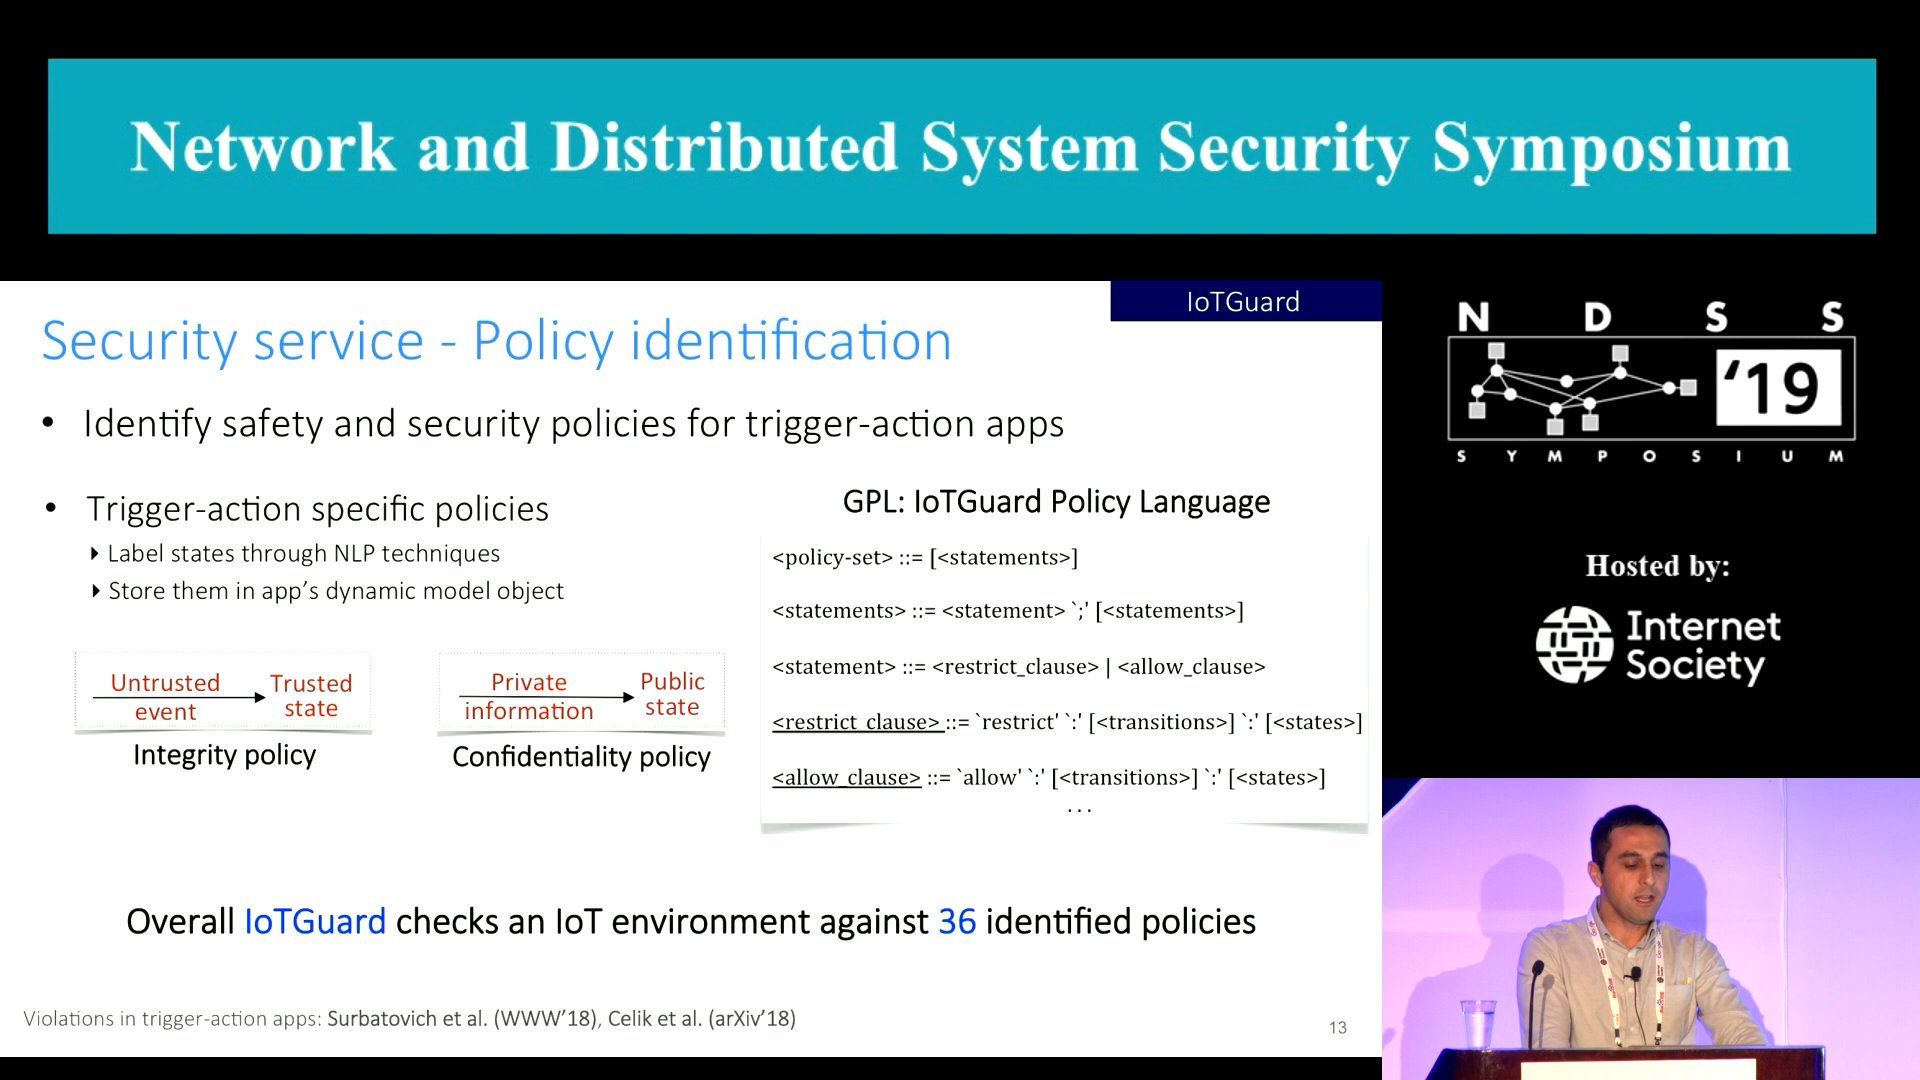 Network and Distributed System Security Symposium
IoTGuard
Security service - Policy identification
• Identify safety and security policies for trigger-action apps
• Trigger-action specific policies
Label states through NLP techniques
Store them in app's dynamic model object
Untrusted
event
Trusted
state
Integrity policy
Private
information
Public
state
Confidentiality policy
GPL: IoTGuard Policy Language
<policy-set> ::= [<statements>]
<statements> ::= <statement> `;' [<statements>]
<statement> ::= <restrict_clause> | <allow_clause>
<restrict_clause> ::= `restrict' `:' [<transitions>] `:' [<states>]
<allow_clause> ::= `allow' `:' [<transitions>] `:' [<states>]
...
Overall IoTGuard checks an IoT environment against 36 identified policies
Violations in trigger-action apps: Surbatovich et al. (WWW'18), Celik et al. (arXiv'18)
13
N D S S
'19
S Y M P O S I U M
Hosted by:
Internet
Society